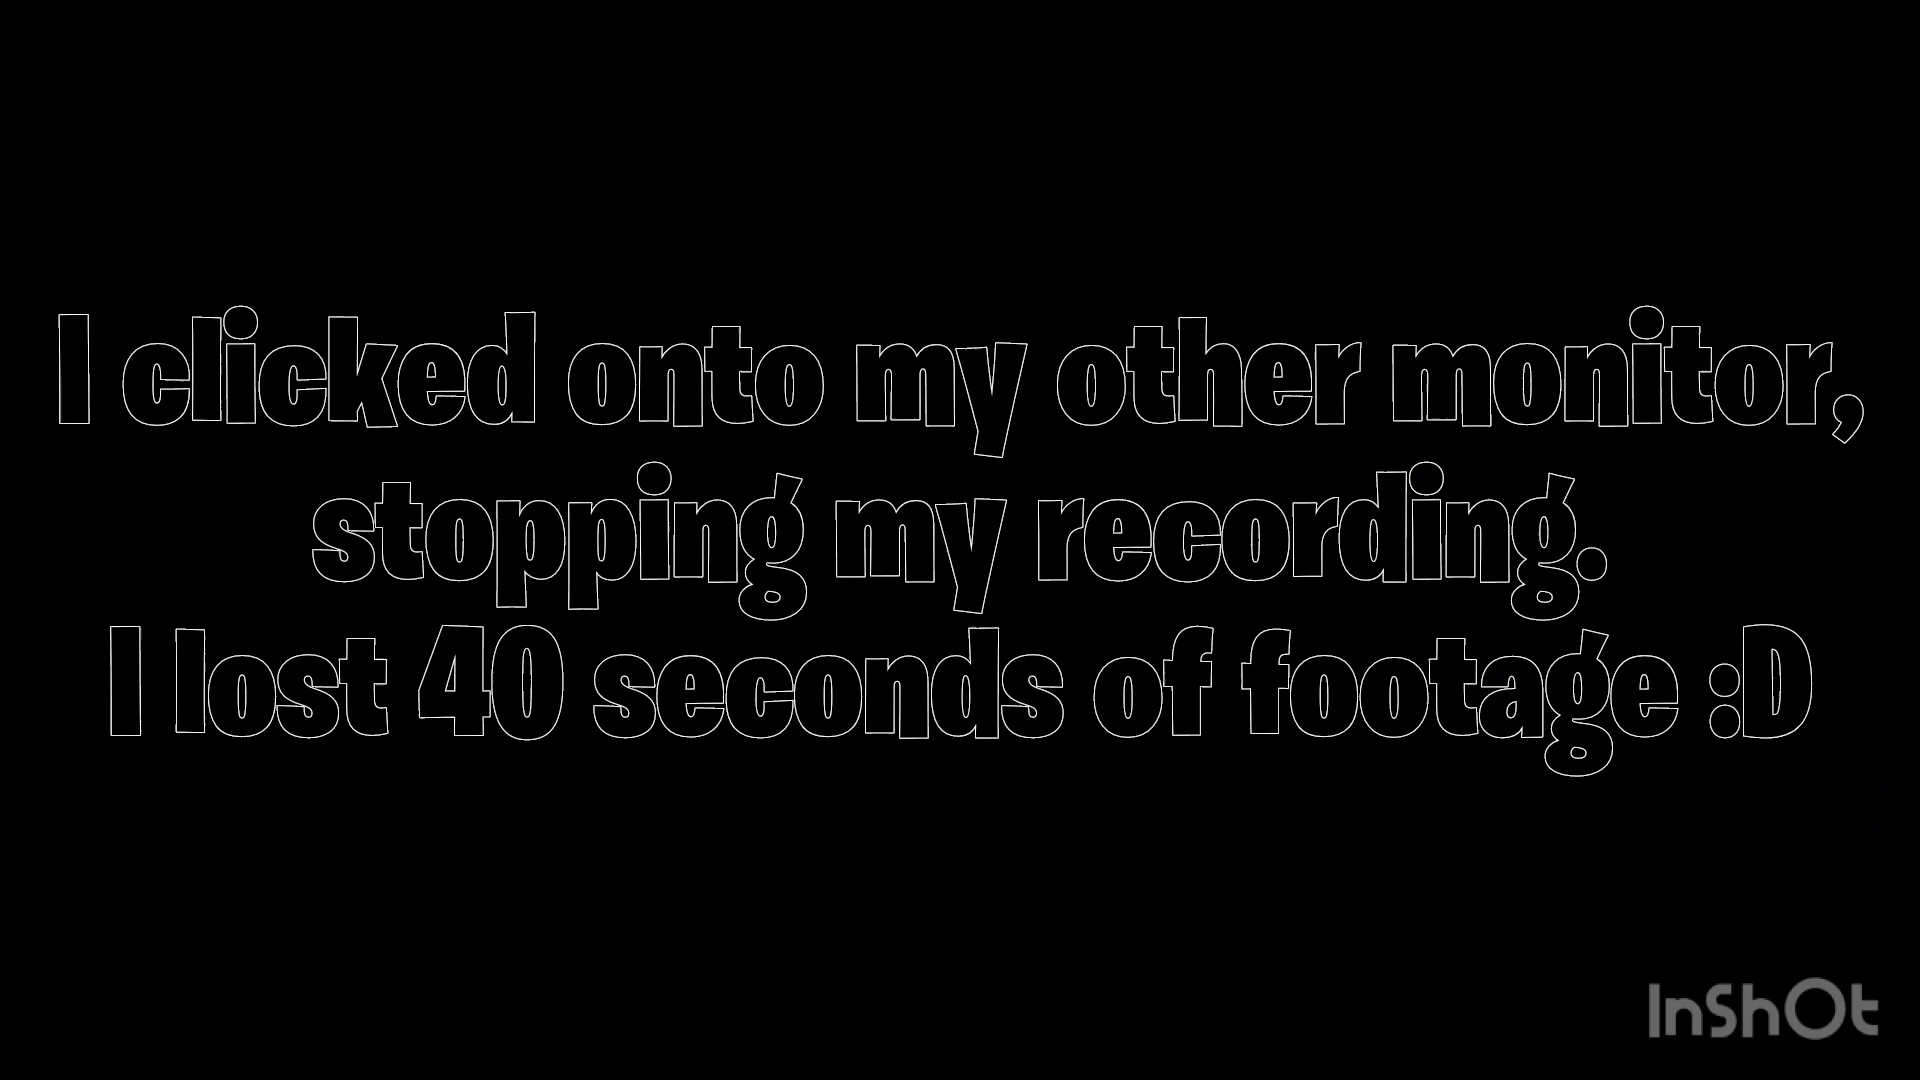 I clicked onto my other monitor,
stopping my recording.
I lost 40 seconds of footage :D
InShOt